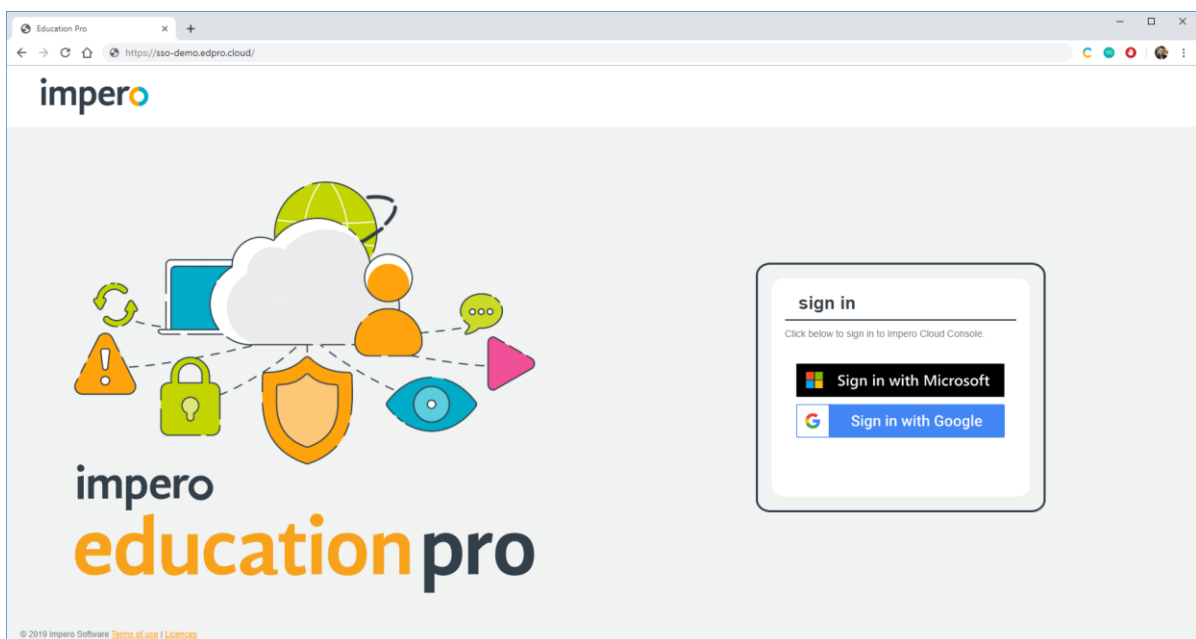 Education Pro
https://sso-demo.edpro.cloud/
impero
sign in
Click below to sign in to Impero Cloud Console.
Sign in with Microsoft
Sign in with Google
impero
education pro
© 2019 Impero Software Terms of use | Licences